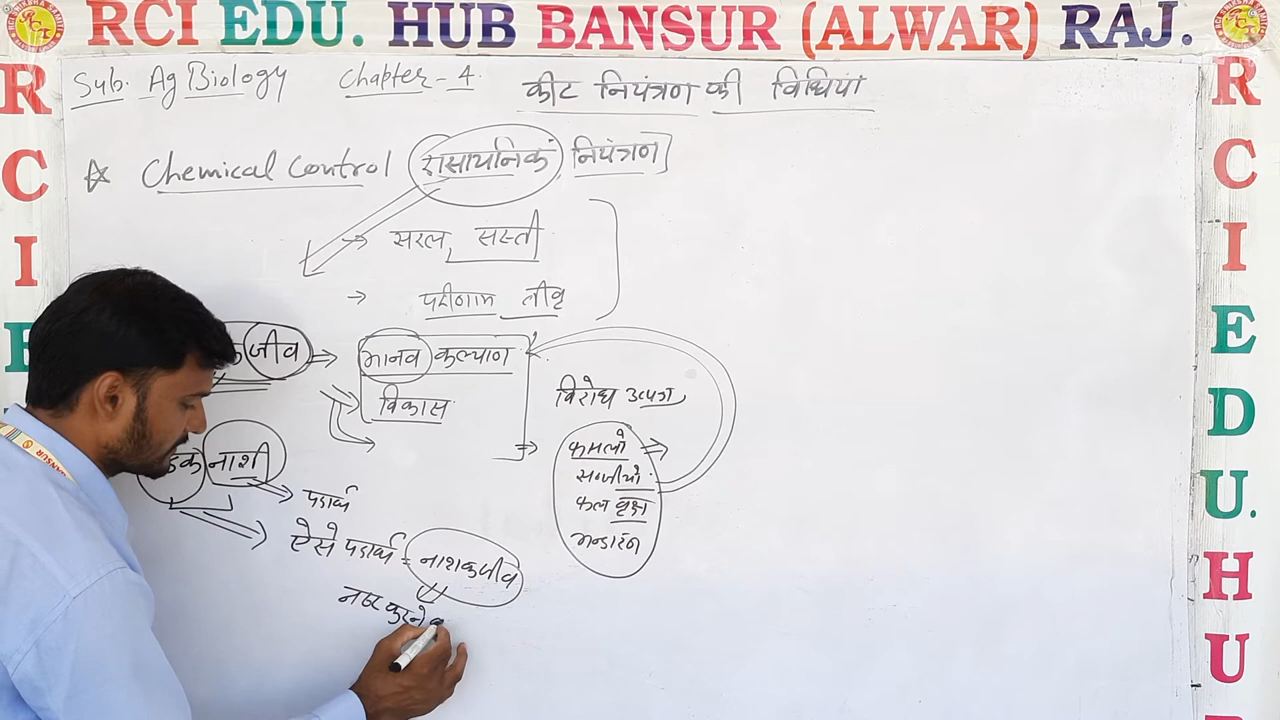 RCI EDU. HUB BANSUR (ALWAR) RAJ.
Sub. Ag Biology Chapter-4. कीट नियंत्रण की विधियां
Chemical Control (रासायनिक नियंत्रण]
→ सरल, सस्ती
→ परीणाम तीव्र
जीव ⇒ मानव कल्याण
विकास
विरोध उत्पन्न
फसलो ⇒
सब्जीयो
फल वृक्ष
भन्डारण
नाशी
पदार्थ
ऐसे पदार्थ = नाशकजीव
नष्ट करने
R
C
I
R
C
I
E
D
U.
H
U